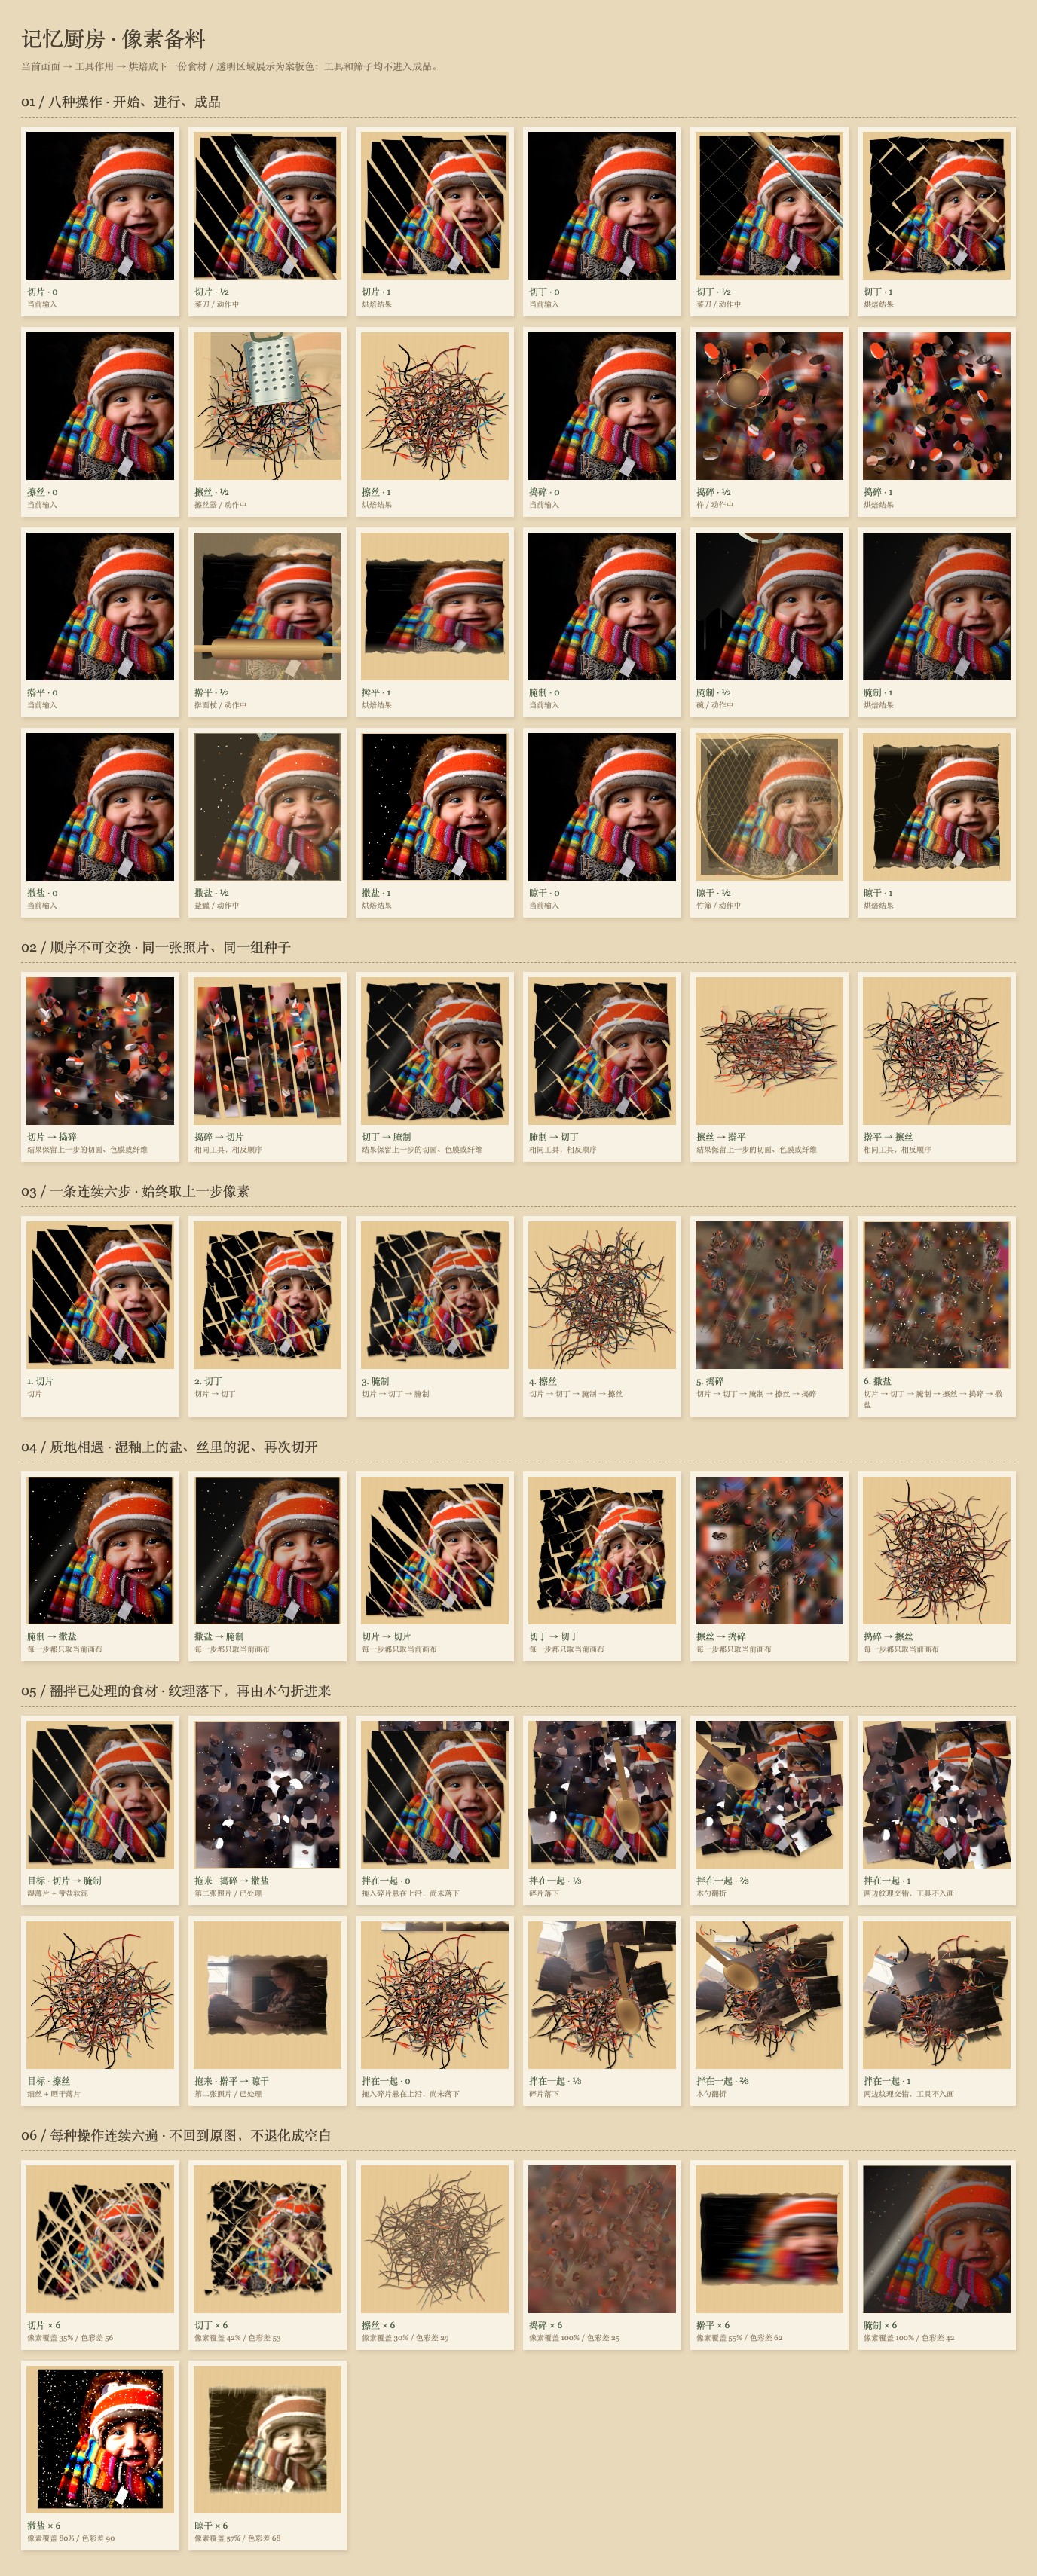 记忆厨房 · 像素备料
当前画面 → 工具作用 → 烘焙成下一份食材 / 透明区域展示为案板色；工具和筛子均不进入成品。
01 / 八种操作 · 开始、进行、成品
切片 · 0
当前输入
切片 · ½
菜刀 / 动作中
切片 · 1
烘焙结果
切丁 · 0
当前输入
切丁 · ½
菜刀 / 动作中
切丁 · 1
烘焙结果
擦丝 · 0
当前输入
擦丝 · ½
擦丝器 / 动作中
擦丝 · 1
烘焙结果
捣碎 · 0
当前输入
捣碎 · ½
杵 / 动作中
捣碎 · 1
烘焙结果
擀平 · 0
当前输入
擀平 · ½
擀面杖 / 动作中
擀平 · 1
烘焙结果
腌制 · 0
当前输入
腌制 · ½
碗 / 动作中
腌制 · 1
烘焙结果
撒盐 · 0
当前输入
撒盐 · ½
盐罐 / 动作中
撒盐 · 1
烘焙结果
晾干 · 0
当前输入
晾干 · ½
竹筛 / 动作中
晾干 · 1
烘焙结果
02 / 顺序不可交换 · 同一张照片、同一组种子
切片 → 捣碎
结果保留上一步的切面、色膜或纤维
捣碎 → 切片
相同工具，相反顺序
切丁 → 腌制
结果保留上一步的切面、色膜或纤维
腌制 → 切丁
相同工具，相反顺序
擦丝 → 擀平
结果保留上一步的切面、色膜或纤维
擀平 → 擦丝
相同工具，相反顺序
03 / 一条连续六步 · 始终取上一步像素
1. 切片
切片
2. 切丁
切片 → 切丁
3. 腌制
切片 → 切丁 → 腌制
4. 擦丝
切片 → 切丁 → 腌制 → 擦丝
5. 捣碎
切片 → 切丁 → 腌制 → 擦丝 → 捣碎
6. 撒盐
切片 → 切丁 → 腌制 → 擦丝 → 捣碎 → 撒
盐
04 / 质地相遇 · 湿釉上的盐、丝里的泥、再次切开
腌制 → 撒盐
每一步都只取当前画布
撒盐 → 腌制
每一步都只取当前画布
切片 → 切片
每一步都只取当前画布
切丁 → 切丁
每一步都只取当前画布
擦丝 → 捣碎
每一步都只取当前画布
捣碎 → 擦丝
每一步都只取当前画布
05 / 翻拌已处理的食材 · 纹理落下，再由木勺折进来
目标 · 切片 → 腌制
湿薄片 + 带盐软泥
拖来 · 捣碎 → 撒盐
第二张照片 / 已处理
拌在一起 · 0
拖入碎片悬在上沿，尚未落下
拌在一起 · ⅓
碎片落下
拌在一起 · ⅔
木勺翻折
拌在一起 · 1
两边纹理交错，工具不入画
目标 · 擦丝
细丝 + 晒干薄片
拖来 · 擀平 → 晾干
第二张照片 / 已处理
拌在一起 · 0
拖入碎片悬在上沿，尚未落下
拌在一起 · ⅓
碎片落下
拌在一起 · ⅔
木勺翻折
拌在一起 · 1
两边纹理交错，工具不入画
06 / 每种操作连续六遍 · 不回到原图，不退化成空白
切片 × 6
像素覆盖 35% / 色彩差 56
切丁 × 6
像素覆盖 42% / 色彩差 53
擦丝 × 6
像素覆盖 30% / 色彩差 29
捣碎 × 6
像素覆盖 100% / 色彩差 25
擀平 × 6
像素覆盖 55% / 色彩差 62
腌制 × 6
像素覆盖 100% / 色彩差 42
撒盐 × 6
像素覆盖 80% / 色彩差 90
晾干 × 6
像素覆盖 57% / 色彩差 68